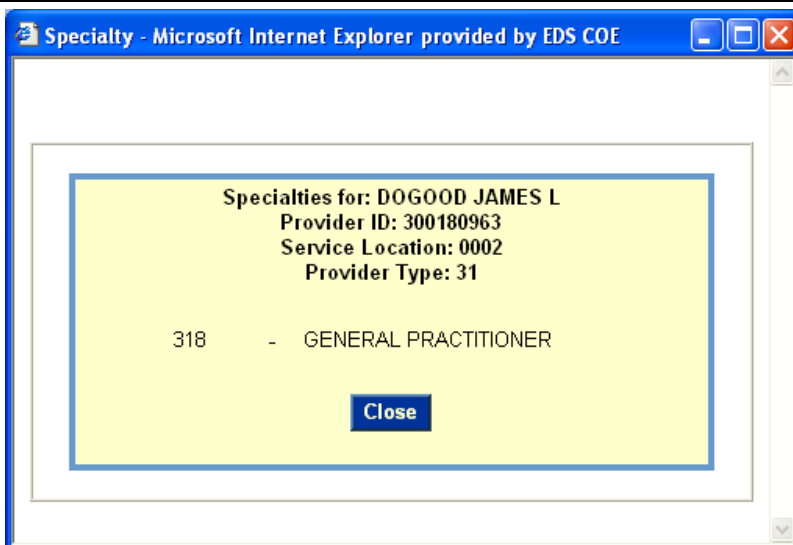 Specialty - Microsoft Internet Explorer provided by EDS COE
Specialties for: DOGOOD JAMES L
Provider ID: 300180963
Service Location: 0002
Provider Type: 31
318 - GENERAL PRACTITIONER
Close